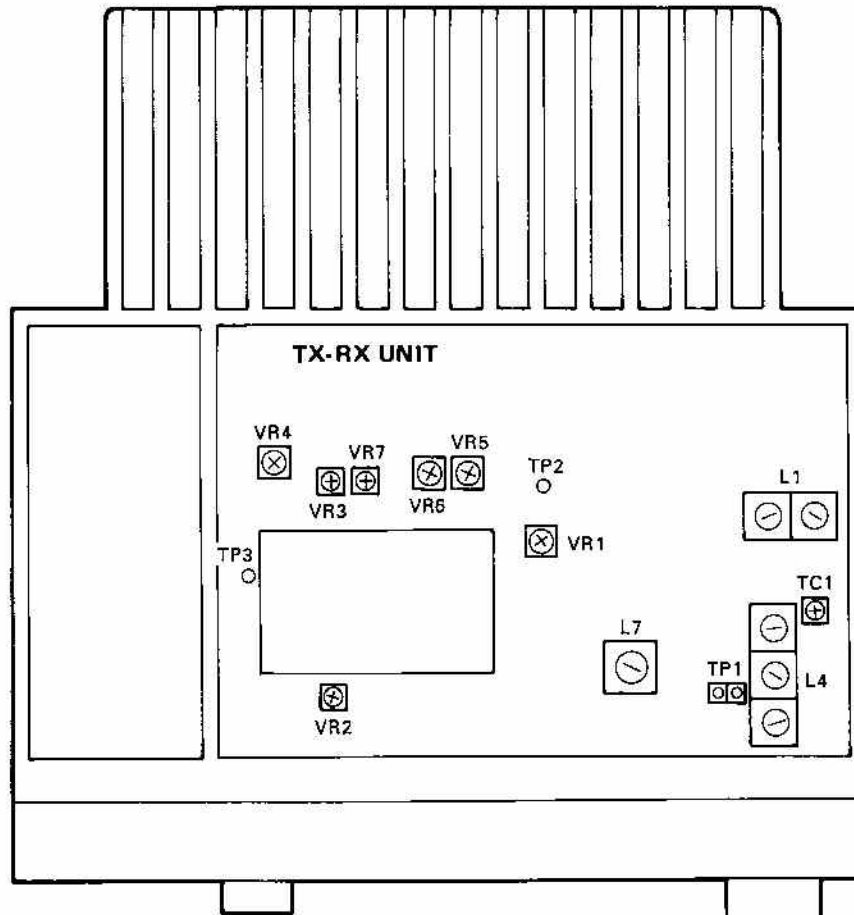 TX-RX UNIT
VR4
VR7
VR5
VR3
VR6
TP2
L1
TP3
VR1
TC1
L7
TP1
L4
VR2